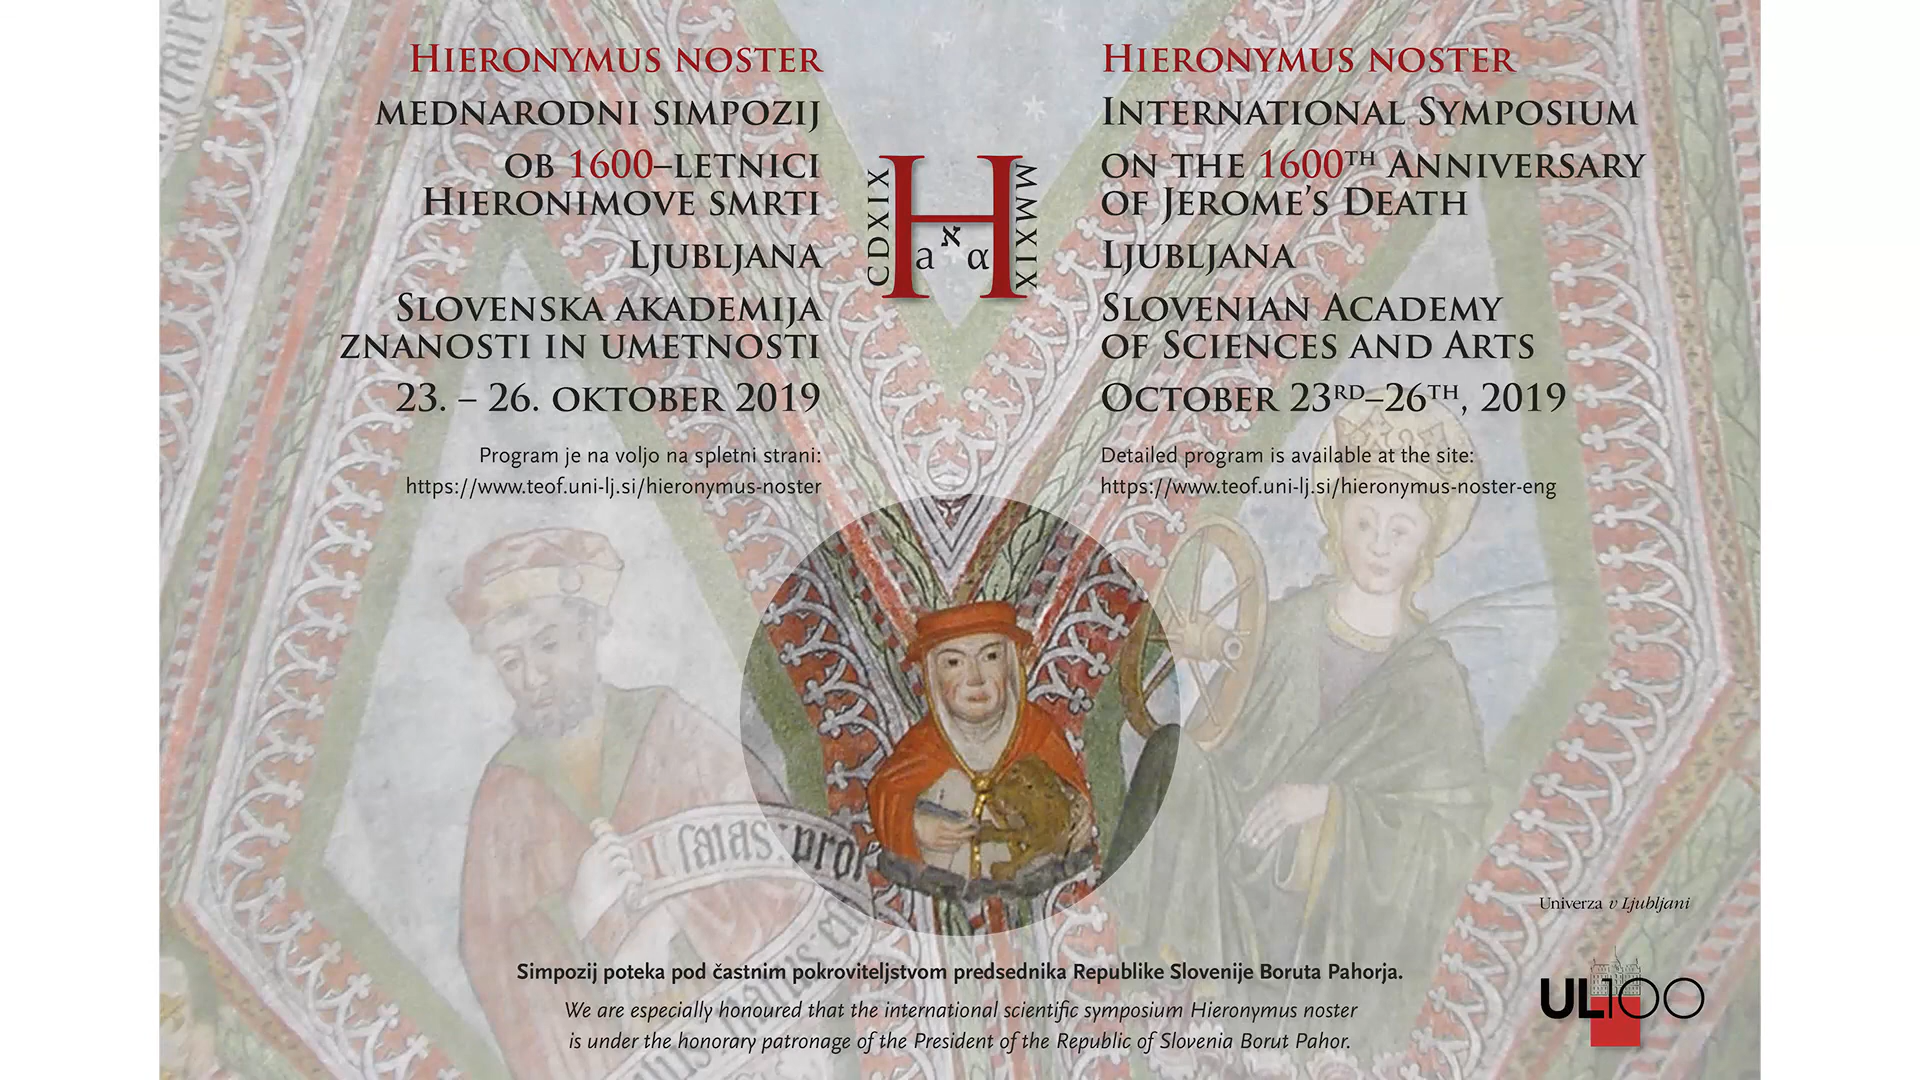 HIERONYMUS NOSTER
MEDNARODNI SIMPOZIJ
OB 1600–LETNICI
HIERONIMOVE SMRTI
LJUBLJANA
SLOVENSKA AKADEMIJA
ZNANOSTI IN UMETNOSTI
23. – 26. OKTOBER 2019
Program je na voljo na spletni strani:
https://www.teof.uni-lj.si/hieronymus-noster
CDXIX
H
MMXIX
a א α
HIERONYMUS NOSTER
INTERNATIONAL SYMPOSIUM
ON THE 1600TH ANNIVERSARY
OF JEROME’S DEATH
LJUBLJANA
SLOVENIAN ACADEMY
OF SCIENCES AND ARTS
OCTOBER 23RD–26TH, 2019
Detailed program is available at the site:
https://www.teof.uni-lj.si/hieronymus-noster-eng
Isaias: prop
Univerza v Ljubljani
UL100
Simpozij poteka pod častnim pokroviteljstvom predsednika Republike Slovenije Boruta Pahorja.
We are especially honoured that the international scientific symposium Hieronymus noster
is under the honorary patronage of the President of the Republic of Slovenia Borut Pahor.